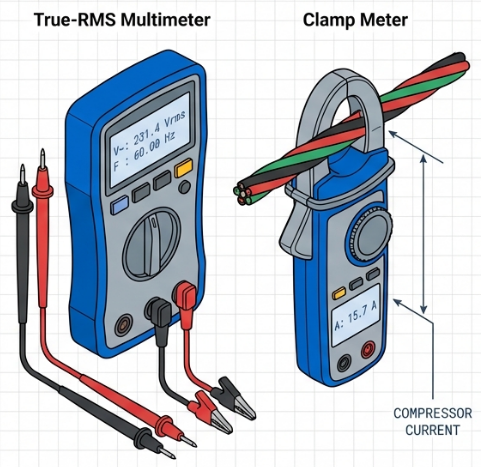 True-RMS Multimeter
Clamp Meter
V~: 231.4 Vrms
F : 60.00 Hz
A: 15.7 A
COMPRESSOR
CURRENT